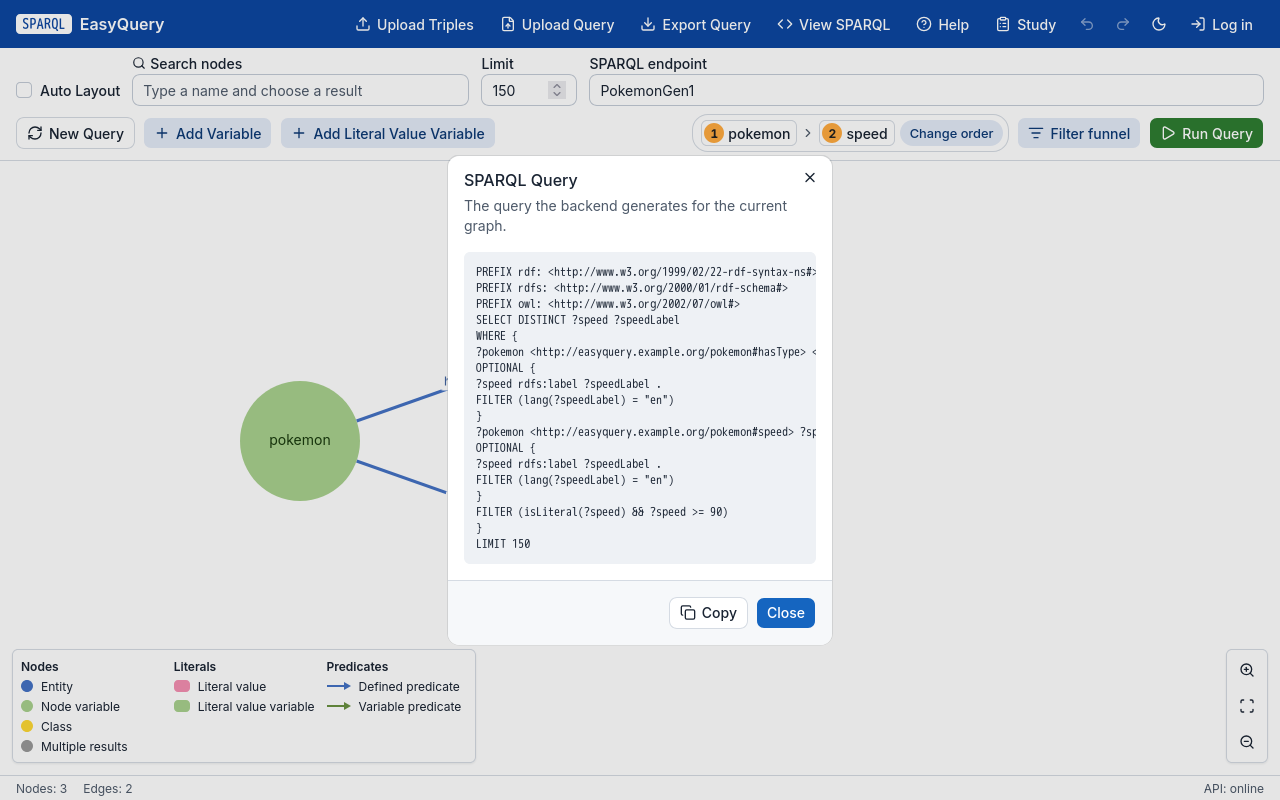 SPARQL EasyQuery
Upload Triples
Upload Query
Export Query
View SPARQL
Help
Study
Log in
Auto Layout
Search nodes
Type a name and choose a result
Limit
150
SPARQL endpoint
PokemonGen1
New Query
Add Variable
Add Literal Value Variable
1 pokemon
2 speed
Change order
Filter funnel
Run Query
pokemon
SPARQL Query
The query the backend generates for the current
graph.
PREFIX rdf: <http://www.w3.org/1999/02/22-rdf-syntax-ns#>
PREFIX rdfs: <http://www.w3.org/2000/01/rdf-schema#>
PREFIX owl: <http://www.w3.org/2002/07/owl#>
SELECT DISTINCT ?speed ?speedLabel
WHERE {
?pokemon <http://easyquery.example.org/pokemon#hasType> <
OPTIONAL {
?speed rdfs:label ?speedLabel .
FILTER (lang(?speedLabel) = "en")
}
?pokemon <http://easyquery.example.org/pokemon#speed> ?sp
OPTIONAL {
?speed rdfs:label ?speedLabel .
FILTER (lang(?speedLabel) = "en")
}
FILTER (isLiteral(?speed) && ?speed >= 90)
}
LIMIT 150
Copy
Close
Nodes
Entity
Node variable
Class
Multiple results
Literals
Literal value
Literal value variable
Predicates
Defined predicate
Variable predicate
Nodes: 3
Edges: 2
API: online